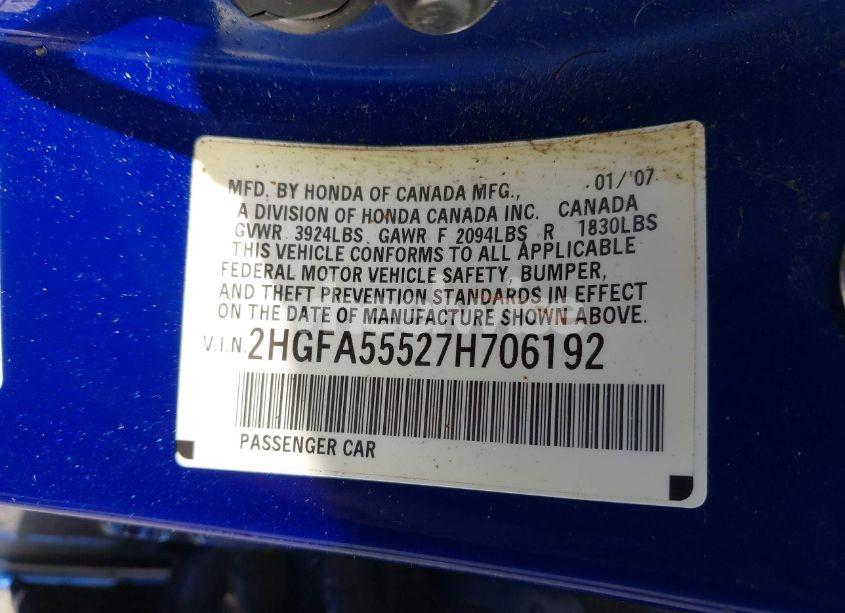 MFD. BY HONDA OF CANADA MFG., 01/'07
A DIVISION OF HONDA CANADA INC. CANADA
GVWR 3924LBS GAWR F 2094LBS R 1830LBS
THIS VEHICLE CONFORMS TO ALL APPLICABLE
FEDERAL MOTOR VEHICLE SAFETY, BUMPER,
AND THEFT PREVENTION STANDARDS IN EFFECT
ON THE DATE OF MANUFACTURE SHOWN ABOVE.
V.I.N. 2HGFA55527H706192
PASSENGER CAR